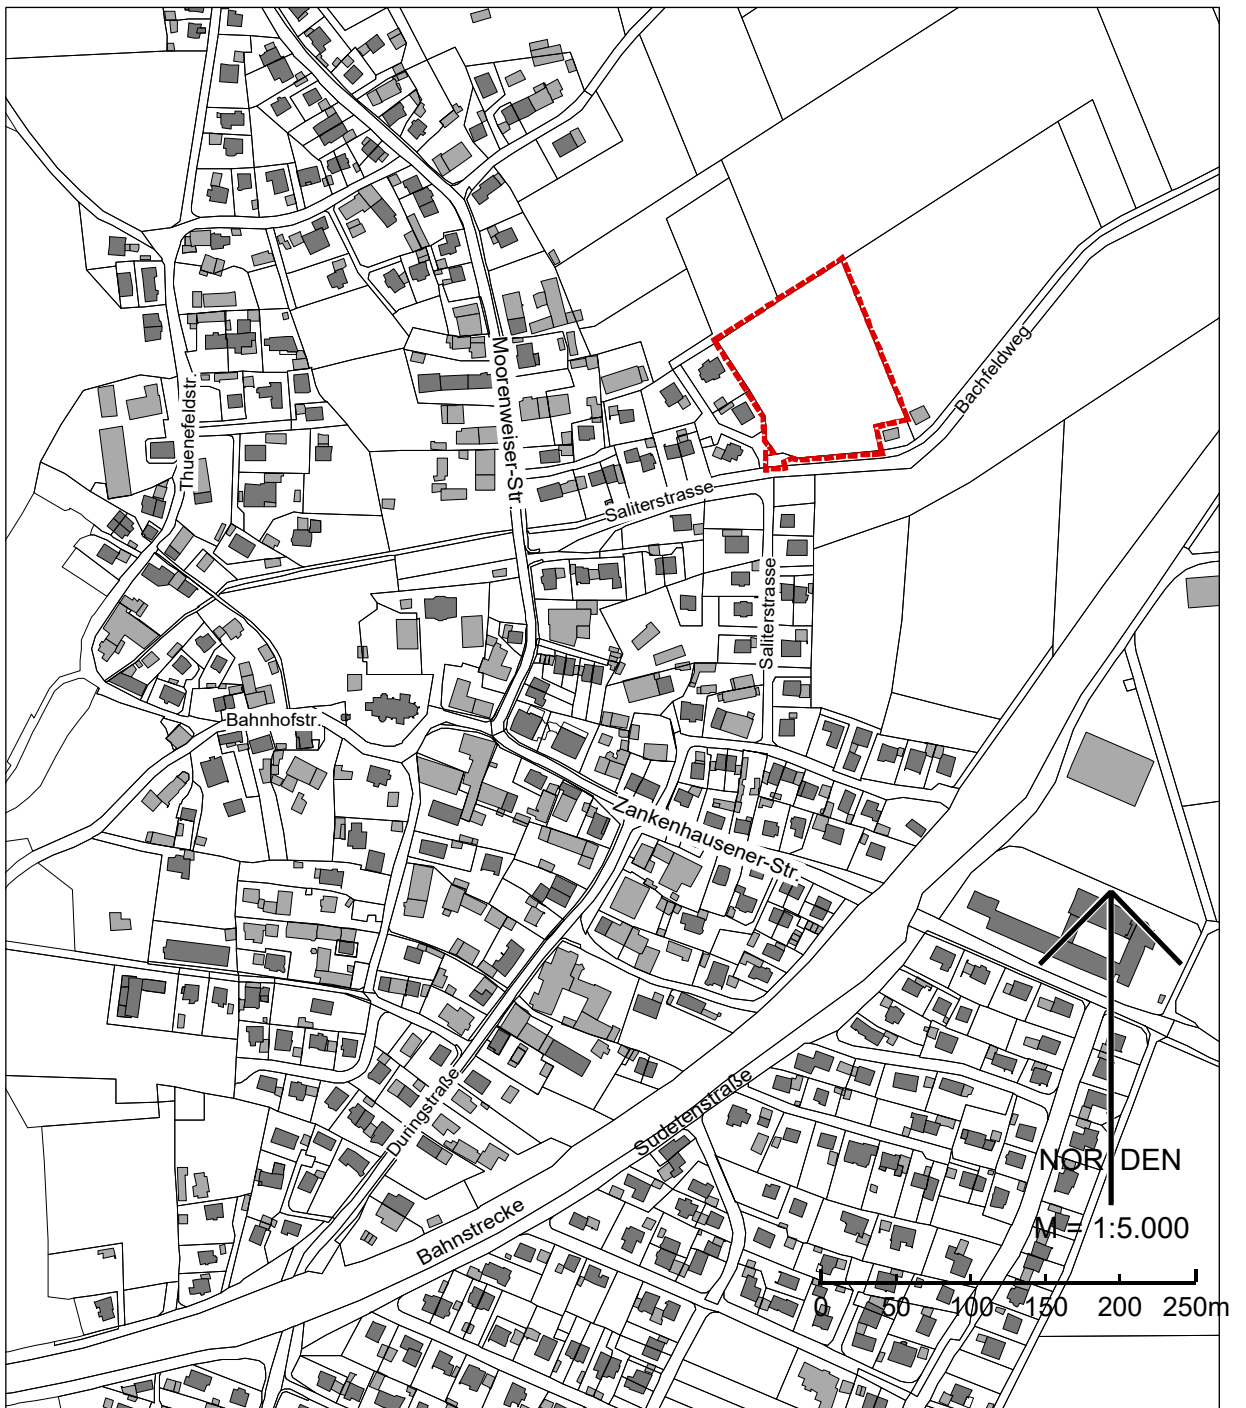 Moorenweiser-Str.
Thuenefeldstr.
Bachfeldweg
Saliterstrasse
Saliterstrasse
Bahnhofstr.
Zankenhausener-Str.
Duringstraße
Sudetenstraße
Bahnstrecke
NORDEN
M = 1:5.000
0 50 100 150 200 250m